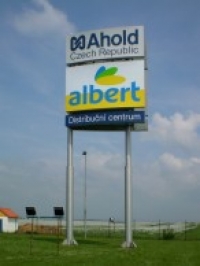 Ahold
Czech Republic
albert
Distribuční centrum